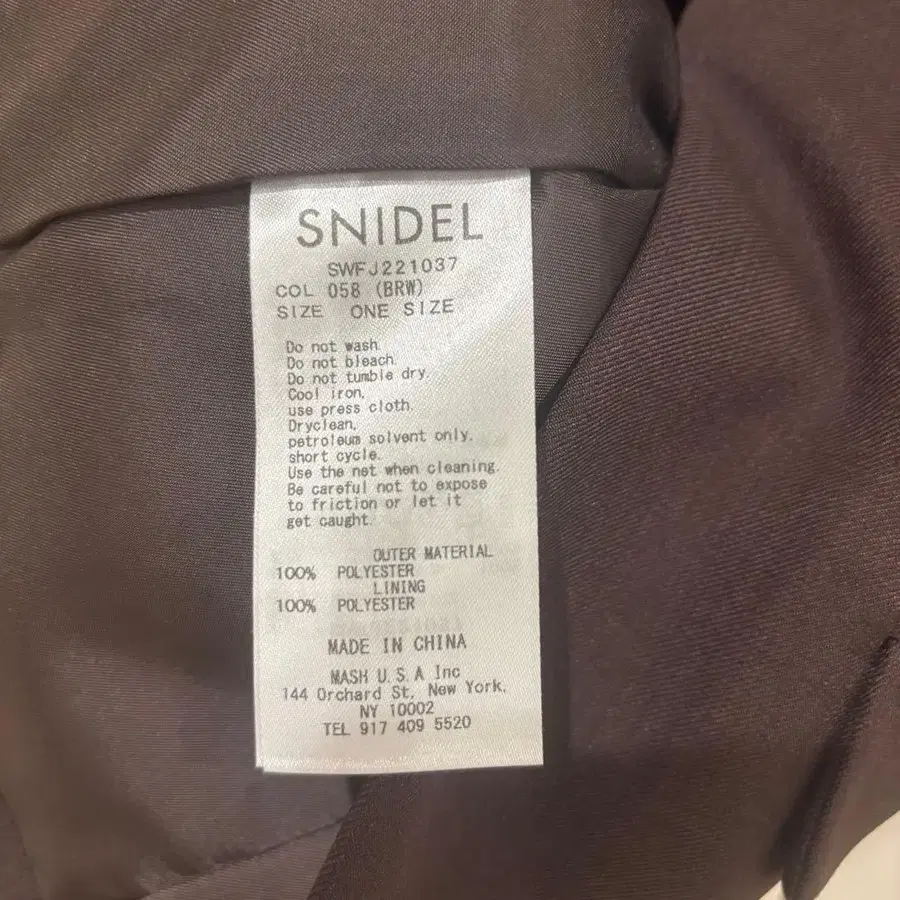 SNIDEL
SWFJ221037
COL 058 (BRW)
SIZE ONE SIZE
Do not wash.
Do not bleach.
Do not tumble dry.
Cool iron,
use press cloth.
Dryclean,
petroleum solvent only.
short cycle.
Use the net when cleaning.
Be careful not to expose
to friction or let it
get caught.
OUTER MATERIAL
100% POLYESTER
LINING
100% POLYESTER
MADE IN CHINA
MASH U.S.A Inc
144 Orchard St, New York,
NY 10002
TEL 917 409 5520